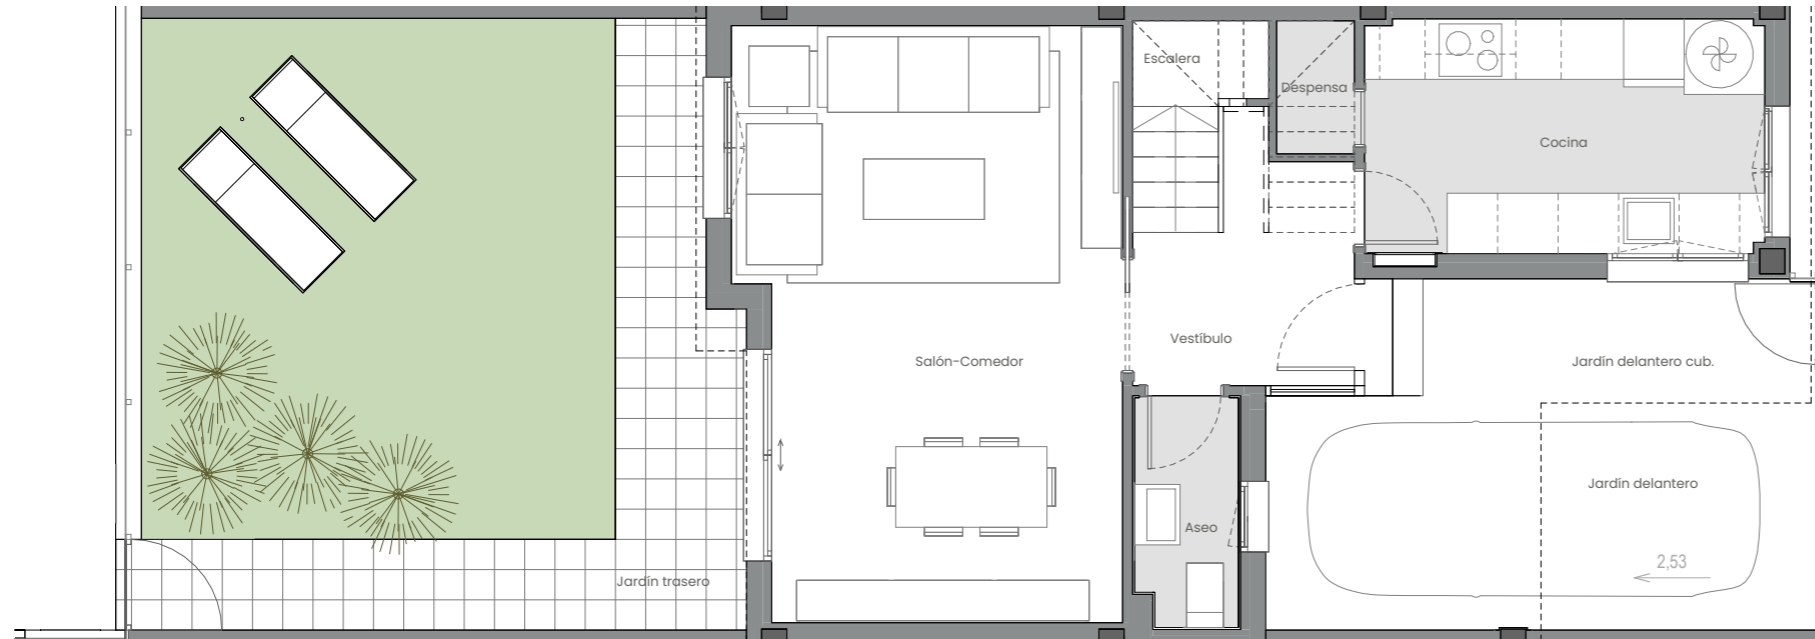 Escalera
Despensa
Cocina
Vestíbulo
Salón-Comedor
Jardín delantero cub.
Jardín delantero
Aseo
2,53
Jardín trasero